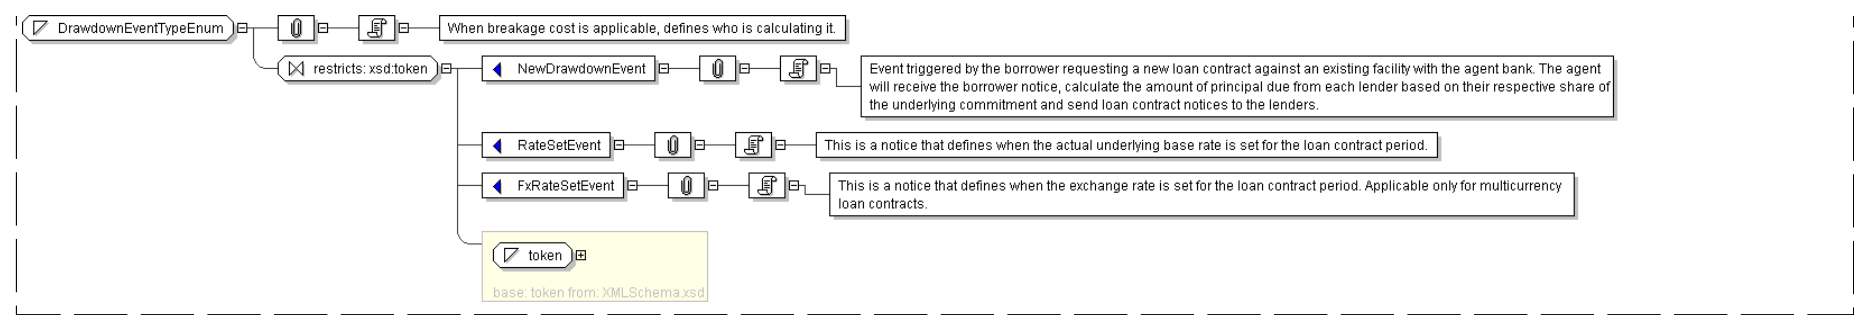 DrawdownEventTypeEnum
When breakage cost is applicable, defines who is calculating it.
restricts: xsd:token
NewDrawdownEvent
Event triggered by the borrower requesting a new loan contract against an existing facility with the agent bank. The agent
will receive the borrower notice, calculate the amount of principal due from each lender based on their respective share of
the underlying commitment and send loan contract notices to the lenders.
RateSetEvent
This is a notice that defines when the actual underlying base rate is set for the loan contract period.
FxRateSetEvent
This is a notice that defines when the exchange rate is set for the loan contract period. Applicable only for multicurrency
loan contracts.
token
base: token from: XMLSchema.xsd